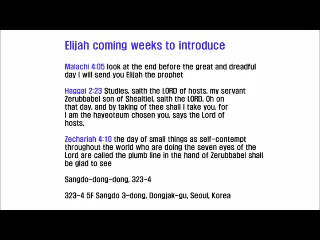 Elijah coming weeks to introduce
Malachi 4:05 look at the end before the great and dreadful
day I will send you Elijah the prophet
Haggai 2:23 Studies, saith the LORD of hosts, my servant
Zerubbabel son of Shealtiel, saith the LORD, Oh on
that day, and by taking of thee shall I take you, for
I am the hayeoteum chosen you, says the Lord of
hosts.
Zechariah 4:10 the day of small things as self-contempt
throughout the world who are doing the seven eyes of the
Lord are called the plumb line in the hand of Zerubbabel shall
be glad to see
Sangdo-dong-dong, 323-4
323-4 5F Sangdo 3-dong, Dongjak-gu, Seoul, Korea